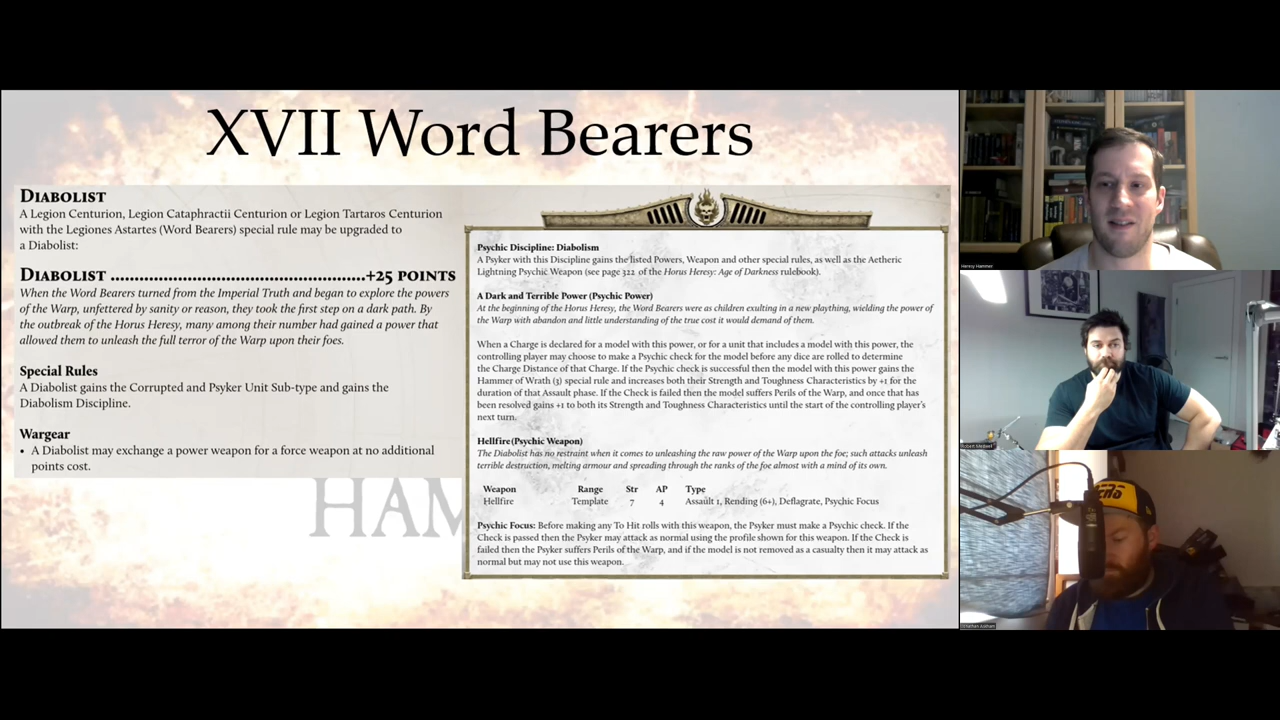 XVII Word Bearers
Diabolist
A Legion Centurion, Legion Cataphractii Centurion or Legion Tartaros Centurion
with the Legiones Astartes (Word Bearers) special rule may be upgraded to
a Diabolist:
Diabolist ................................................+25 points
When the Word Bearers turned from the Imperial Truth and began to explore the powers
of the Warp, unfettered by sanity or reason, they took the first step on a dark path. By
the outbreak of the Horus Heresy, many among their number had gained a power that
allowed them to unleash the full terror of the Warp upon their foes.
Special Rules
A Diabolist gains the Corrupted and Psyker Unit Sub-type and gains the
Diabolism Discipline.
Wargear
• A Diabolist may exchange a power weapon for a force weapon at no additional
points cost.
HAM
Psychic Discipline: Diabolism
A Psyker with this Discipline gains the listed Powers, Weapon and other special rules, as well as the Aetheric
Lightning Psychic Weapon (see page 322 of the Horus Heresy: Age of Darkness rulebook).
A Dark and Terrible Power (Psychic Power)
At the beginning of the Horus Heresy, the Word Bearers were as children exulting in a new plaything, wielding the power of
the Warp with abandon and little understanding of the true cost it would demand of them.
When a Charge is declared for a model with this power, or for a unit that includes a model with this power, the
controlling player may choose to make a Psychic check for the model before any dice are rolled to determine
the Charge Distance of that Charge. If the Psychic check is successful then the model with this power gains the
Hammer of Wrath (3) special rule and increases both their Strength and Toughness Characteristics by +1 for the
duration of that Assault phase. If the Check is failed then the model suffers Perils of the Warp, and once that has
been resolved gains +1 to both its Strength and Toughness Characteristics until the start of the controlling player's
next turn.
Hellfire (Psychic Weapon)
The Diabolist has no restraint when it comes to unleashing the raw power of the Warp upon the foe; such attacks unleash
terrible destruction, melting armour and spreading through the ranks of the foe almost with a mind of its own.
Weapon Range Str AP Type
Hellfire Template 7 4 Assault 1, Rending (6+), Deflagrate, Psychic Focus
Psychic Focus: Before making any To Hit rolls with this weapon, the Psyker must make a Psychic check. If the
Check is passed then the Psyker may attack as normal using the profile shown for this weapon. If the Check is
failed then the Psyker suffers Perils of the Warp, and if the model is not removed as a casualty then it may attack as
normal but may not use this weapon.